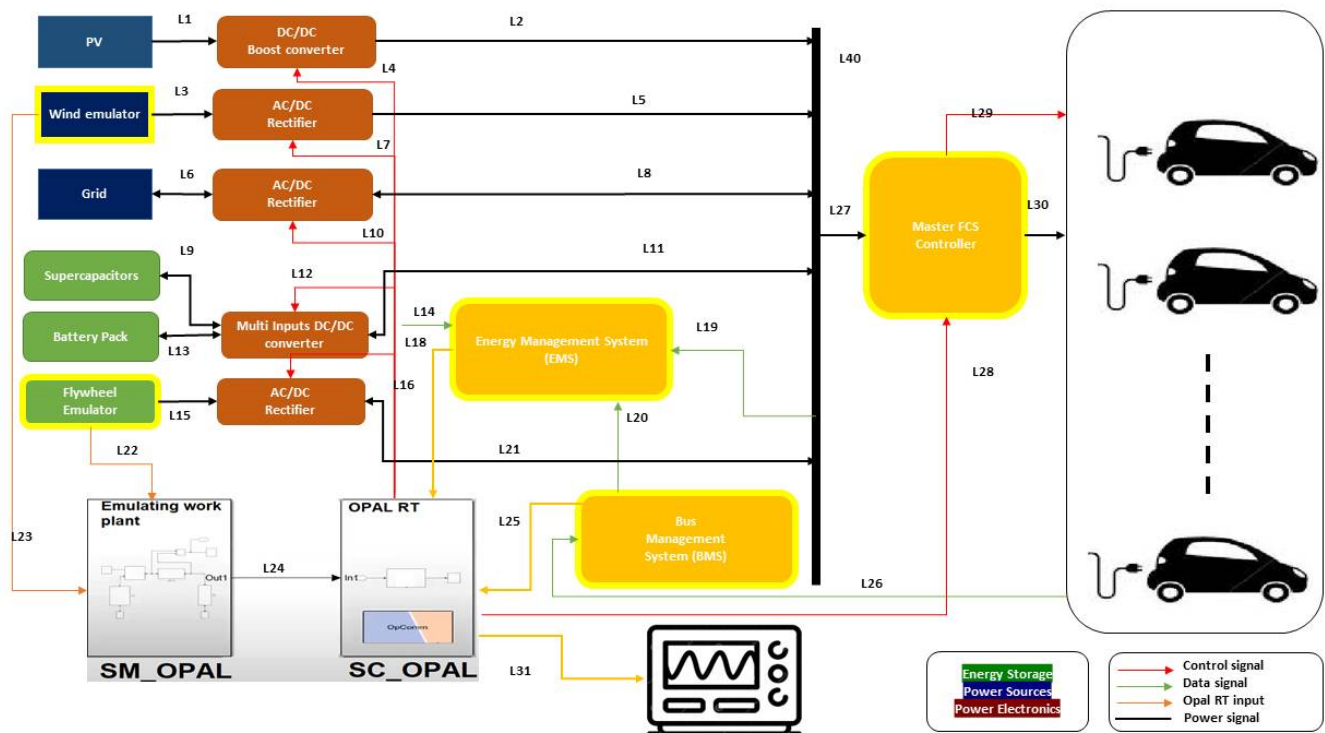 L1
L2
PV
DC/DC
Boost converter
L4
L40
L3
L5
Wind emulator
AC/DC
Rectifier
L29
L7
L6
L8
Grid
AC/DC
Rectifier
L27
L30
Master FCS
Controller
L10
L9
L11
L12
Supercapacitors
L14
L19
Battery Pack
Multi Inputs DC/DC
converter
L13
L18
Energy Management System
(EMS)
L28
Flywheel
Emulator
L15
AC/DC
Rectifier
L16
L20
L22
L21
Emulating work
plant
OPAL RT
L25
Bus
Management
System (BMS)
L23
L24
Out1
In1
L26
OpComm
SM_OPAL
SC_OPAL
L31
Energy Storage
Power Sources
Power Electronics
Control signal
Data signal
Opal RT input
Power signal